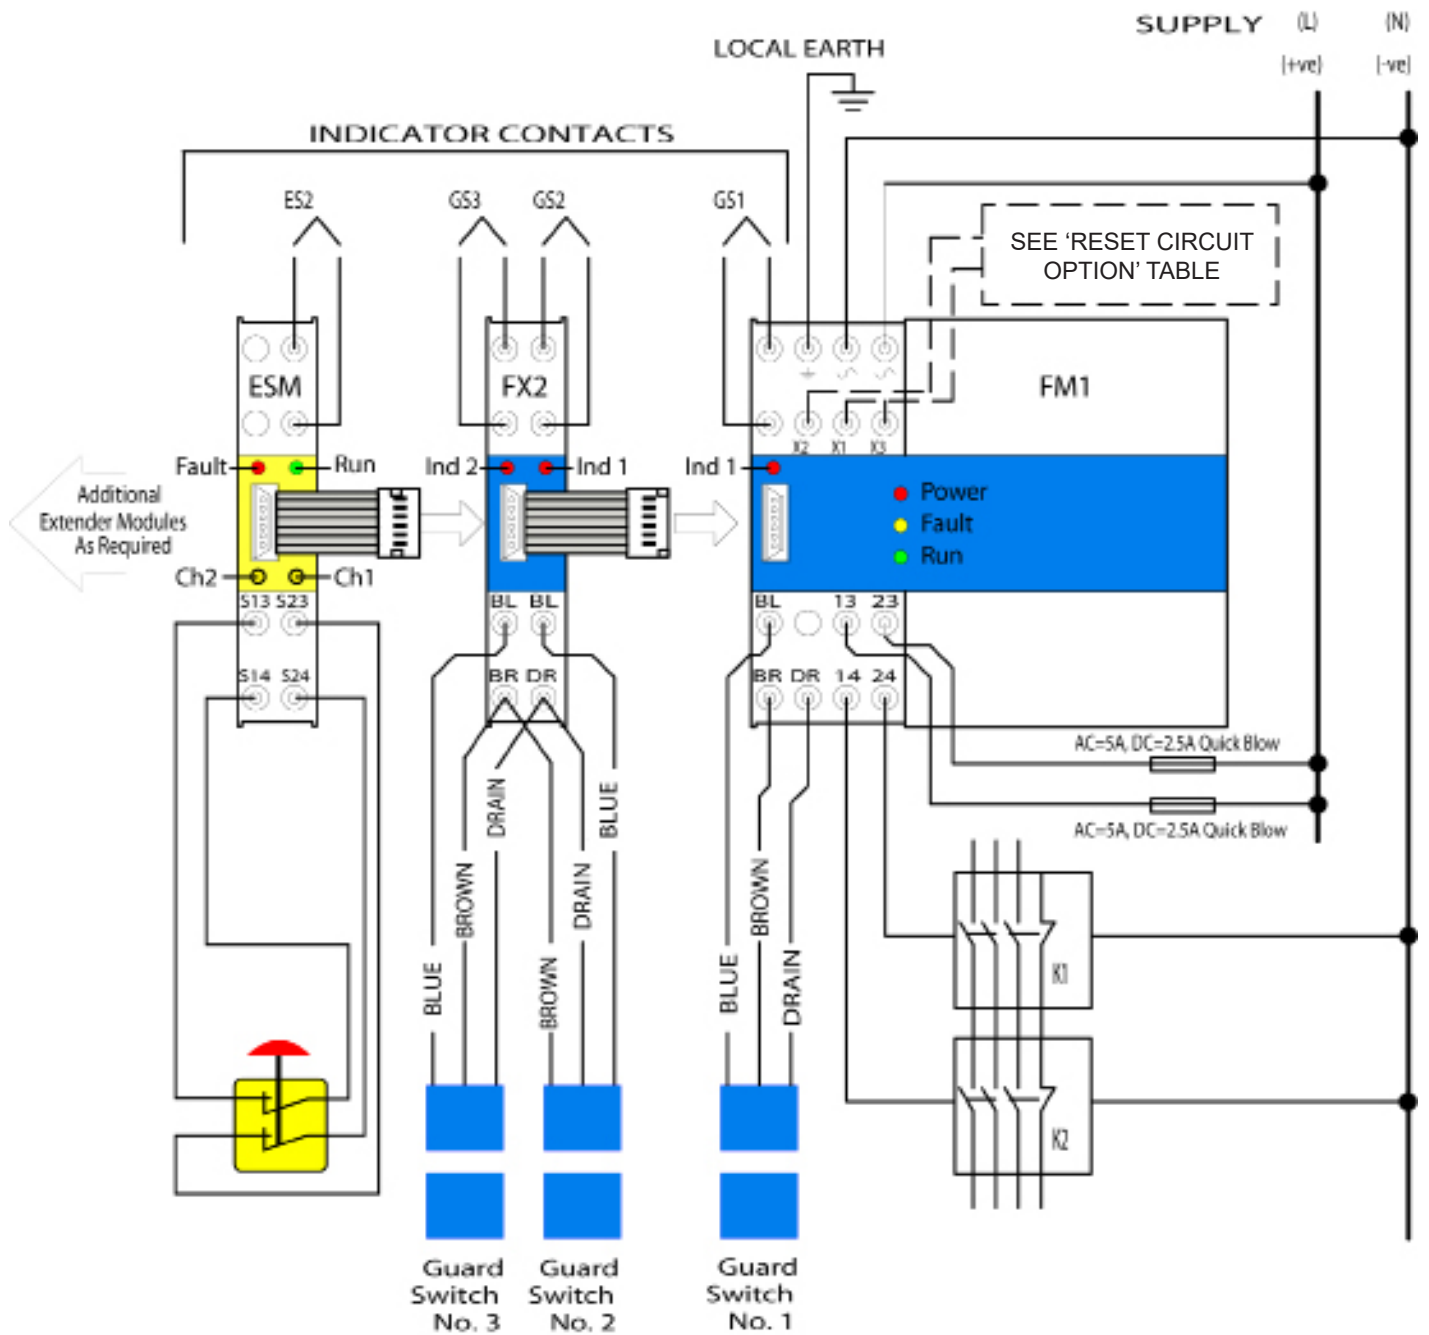 SUPPLY (L) (N)
(+ve) (-ve)
LOCAL EARTH
INDICATOR CONTACTS
ES2 GS3 GS2 GS1
SEE ‘RESET CIRCUIT
OPTION’ TABLE
ESM FX2 FM1
X2 X1 X3
Fault Run Ind 2 Ind 1 Ind 1
Additional
Extender Modules
As Required
Power
Fault
Run
Ch2 Ch1
S13 S23 BL BL BL 13 23
S14 S24 BR DR BR DR 14 24
AC=5A, DC=2.5A Quick Blow
AC=5A, DC=2.5A Quick Blow
BLUE
BROWN
DRAIN
BROWN
DRAIN
BLUE
BLUE
BROWN
DRAIN
K1
K2
Guard
Switch
No. 3
Guard
Switch
No. 2
Guard
Switch
No. 1